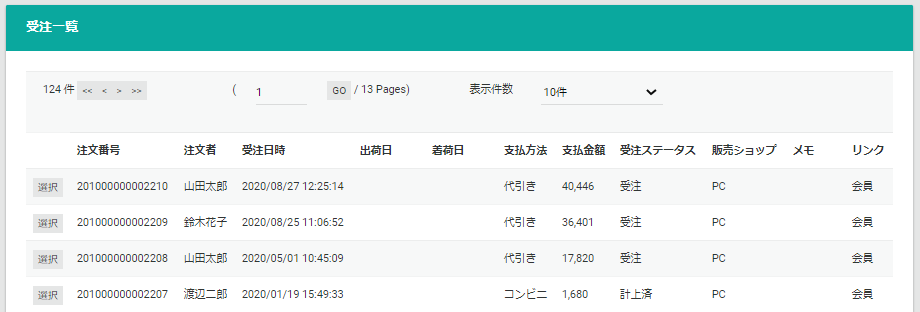 受注一覧
124 件 << < > >> ( 1 GO / 13 Pages) 表示件数 10件
注文番号 注文者 受注日時 出荷日 着荷日 支払方法 支払金額 受注ステータス 販売ショップ メモ リンク
選択 201000000002210 山田太郎 2020/08/27 12:25:14 代引き 40,446 受注 PC 会員
選択 201000000002209 鈴木花子 2020/08/25 11:06:52 代引き 36,401 受注 PC 会員
選択 201000000002208 山田太郎 2020/05/01 10:45:09 代引き 17,820 受注 PC 会員
選択 201000000002207 渡辺二郎 2020/01/19 15:49:33 コンビニ 1,680 計上済 PC 会員